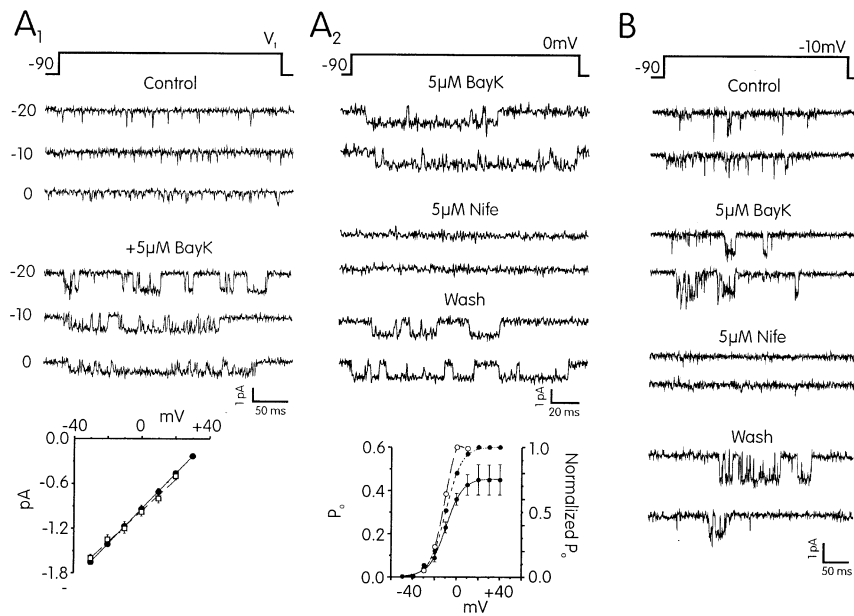 A1
V1
-90
Control
-20
-10
0
+5µM BayK
-20
-10
0
1 pA
50 ms
mV
-40 0 +40
0.0
-0.6
-1.2
-1.8
pA
A2
0mV
-90
5µM BayK
5µM Nife
Wash
1 pA
20 ms
0.6
0.4
0.2
0.0
Po
1.0
0.5
0.0
Normalized Po
-40 0 +40
mV
B
-10mV
-90
Control
5µM BayK
5µM Nife
Wash
1 pA
50 ms